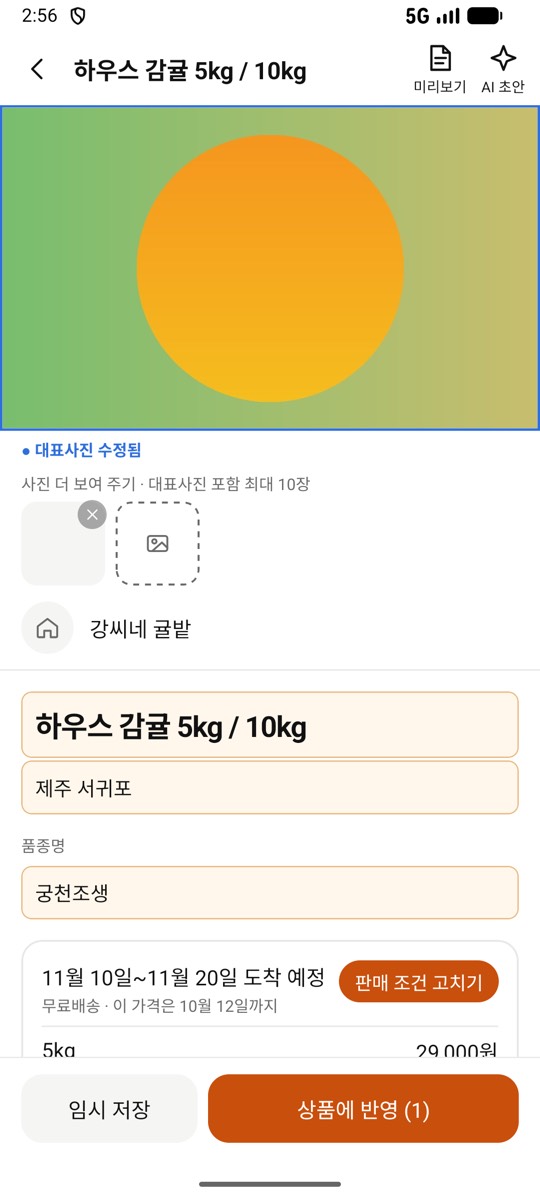 2:56
5G
하우스 감귤 5kg / 10kg
미리보기
AI 초안
• 대표사진 수정됨
사진 더 보여 주기 · 대표사진 포함 최대 10장
강씨네 귤밭
하우스 감귤 5kg / 10kg
제주 서귀포
품종명
궁천조생
11월 10일~11월 20일 도착 예정
판매 조건 고치기
무료배송 · 이 가격은 10월 12일까지
5kg
29,000원
임시 저장
상품에 반영 (1)